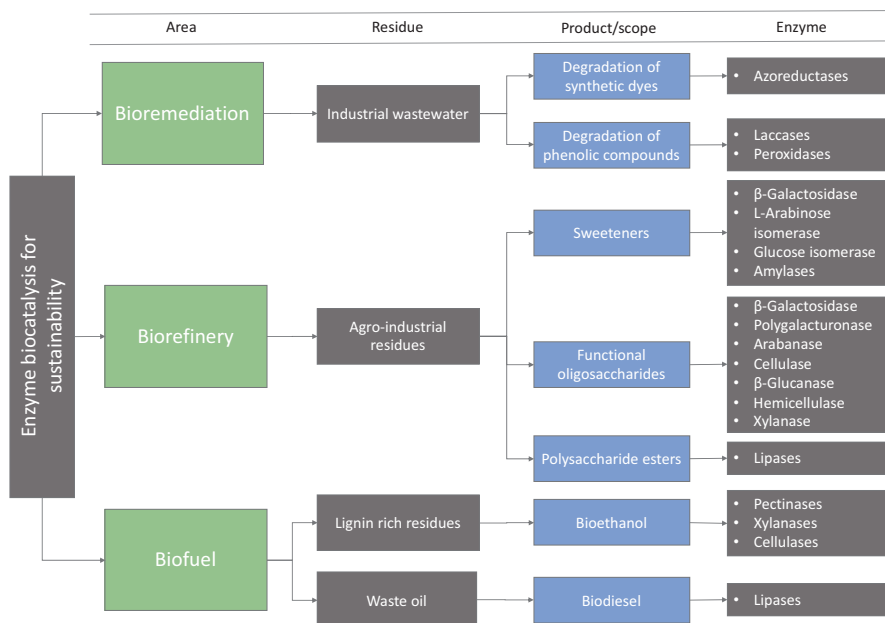 Area
Residue
Product/scope
Enzyme
Enzyme biocatalysis for
sustainability
Bioremediation
Industrial wastewater
Degradation of
synthetic dyes
• Azoreductases
Degradation of
phenolic compounds
• Laccases
• Peroxidases
Biorefinery
Agro-industrial
residues
Sweeteners
• β-Galactosidase
• L-Arabinose
isomerase
• Glucose isomerase
• Amylases
Functional
oligosaccharides
• β-Galactosidase
• Polygalacturonase
• Arabanase
• Cellulase
• β-Glucanase
• Hemicellulase
• Xylanase
Polysaccharide esters
• Lipases
Biofuel
Lignin rich residues
Bioethanol
• Pectinases
• Xylanases
• Cellulases
Waste oil
Biodiesel
• Lipases